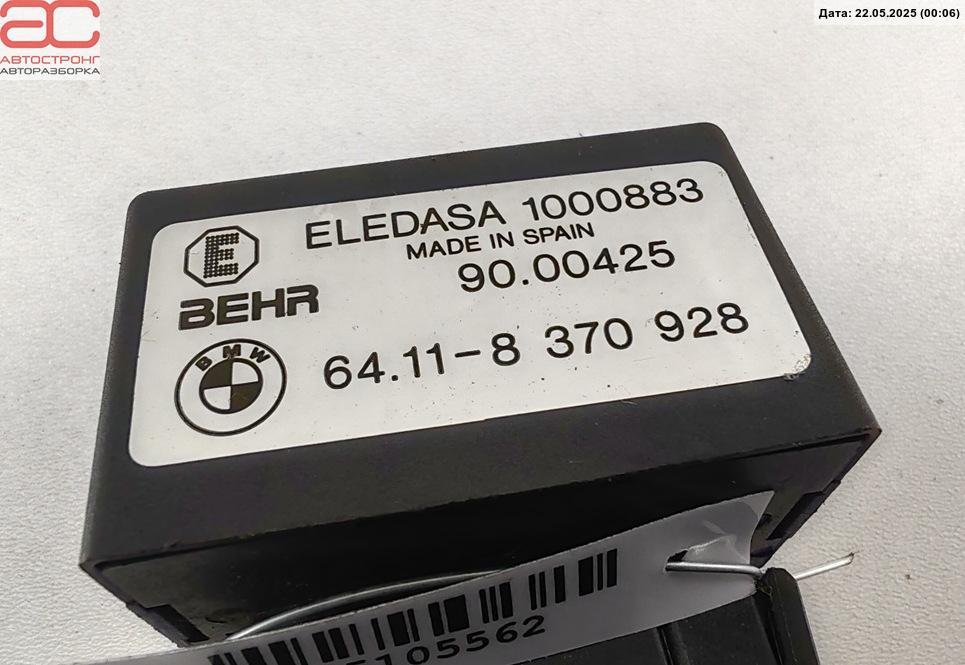 Дата: 22.05.2025 (00:06)
АС
АВТОСТРОНГ
АВТОРАЗБОРКА
E
ELEDASA 1000883
MADE IN SPAIN
90.00425
BEHR
BMW
64.11-8 370 928
5105562